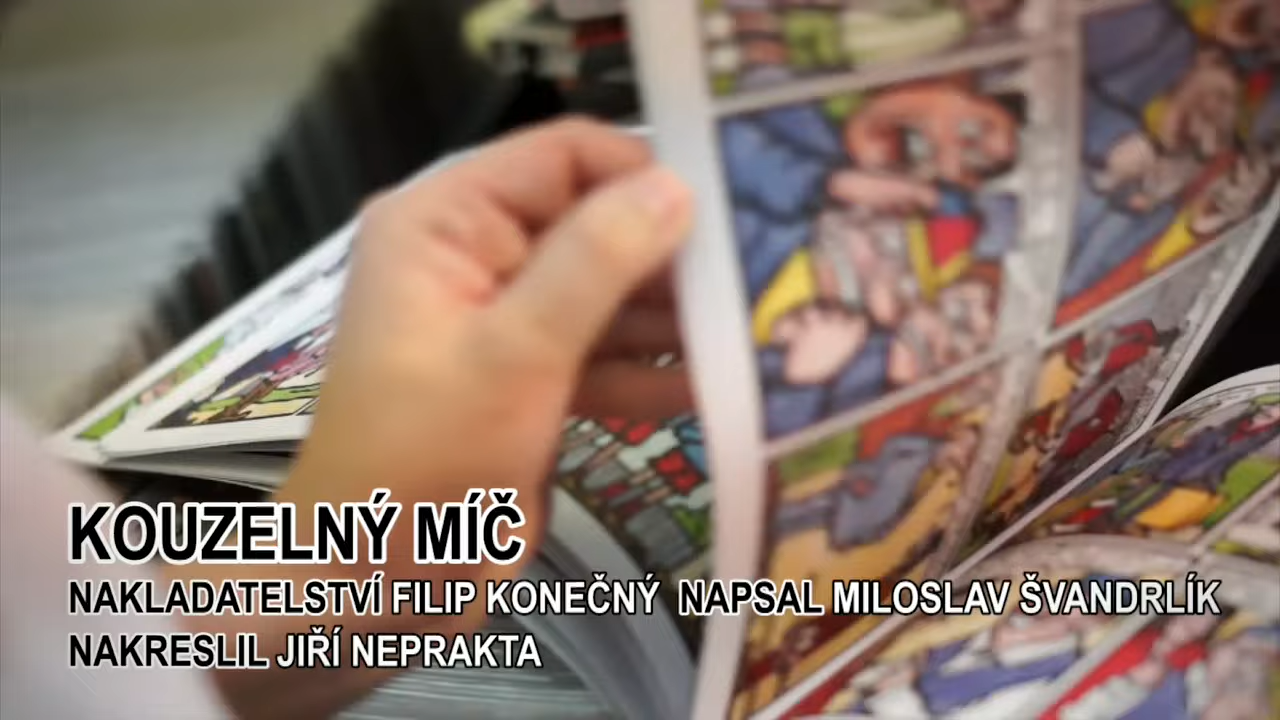 KOUZELNÝ MÍČ
NAKLADATELSTVÍ FILIP KONEČNÝ NAPSAL MILOSLAV ŠVANDRLÍK
NAKRESLIL JIŘÍ NEPRAKTA